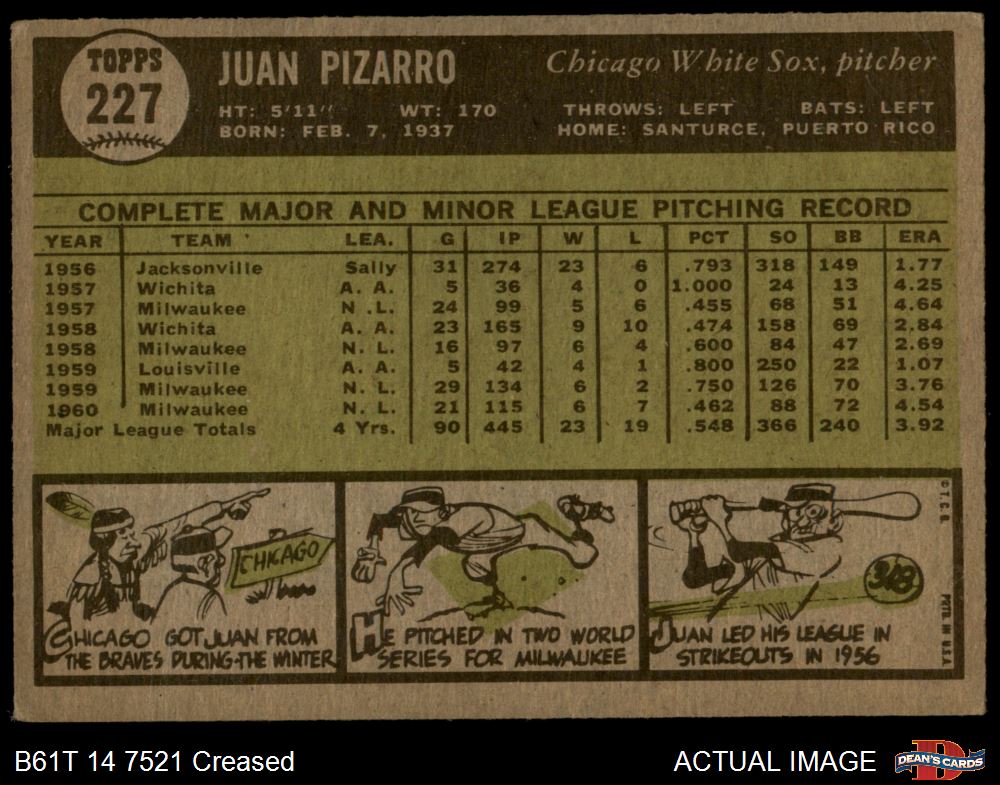 TOPPS
227
JUAN PIZARRO
Chicago White Sox, pitcher
HT: 5'11" WT: 170 THROWS: LEFT BATS: LEFT
BORN: FEB. 7, 1937 HOME: SANTURCE, PUERTO RICO
COMPLETE MAJOR AND MINOR LEAGUE PITCHING RECORD
YEAR TEAM LEA. G IP W L PCT SO BB ERA
1956 Jacksonville Sally 31 274 23 6 .793 318 149 1.77
1957 Wichita A. A. 5 36 4 0 1.000 24 13 4.25
1957 Milwaukee N .L. 24 99 5 6 .455 68 51 4.64
1958 Wichita A. A. 23 165 9 10 .474 158 69 2.84
1958 Milwaukee N. L. 16 97 6 4 .600 84 47 2.69
1959 Louisville A. A. 5 42 4 1 .800 250 22 1.07
1959 Milwaukee N. L. 29 134 6 2 .750 126 70 3.76
1960 Milwaukee N. L. 21 115 6 7 .462 88 72 4.54
Major League Totals 4 Yrs. 90 445 23 19 .548 366 240 3.92
CHICAGO
CHICAGO GOT JUAN FROM
THE BRAVES DURING-THE WINTER
HE PITCHED IN TWO WORLD
SERIES FOR MILWAUKEE
318
JUAN LED HIS LEAGUE IN
STRIKEOUTS IN 1956
© T. C. G.
PRTD. IN U.S.A.
B61T 14 7521 Creased
ACTUAL IMAGE
D
DEAN'S CARDS